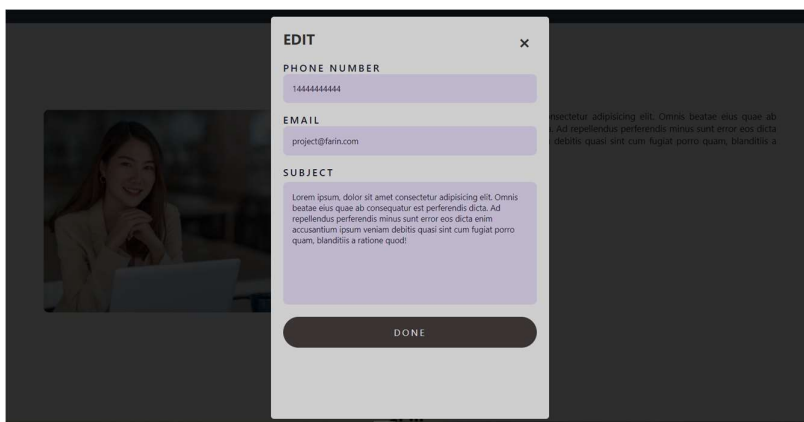 EDIT
×
PHONE NUMBER
14444444444
EMAIL
project@farin.com
SUBJECT
Lorem ipsum, dolor sit amet consectetur adipisicing elit. Omnis
beatae eius quae ab consequatur est perferendis dicta. Ad
repellendus perferendis minus sunt error eos dicta enim
accusantium ipsum veniam debitis quasi sint cum fugiat porro
quam, blanditiis a ratione quod!
DONE
adipisicing elit. Omnis beatae eius quae ab
Ad repellendus perferendis minus sunt error eos dicta
debitis quasi sint cum fugiat porro quam, blanditiis a